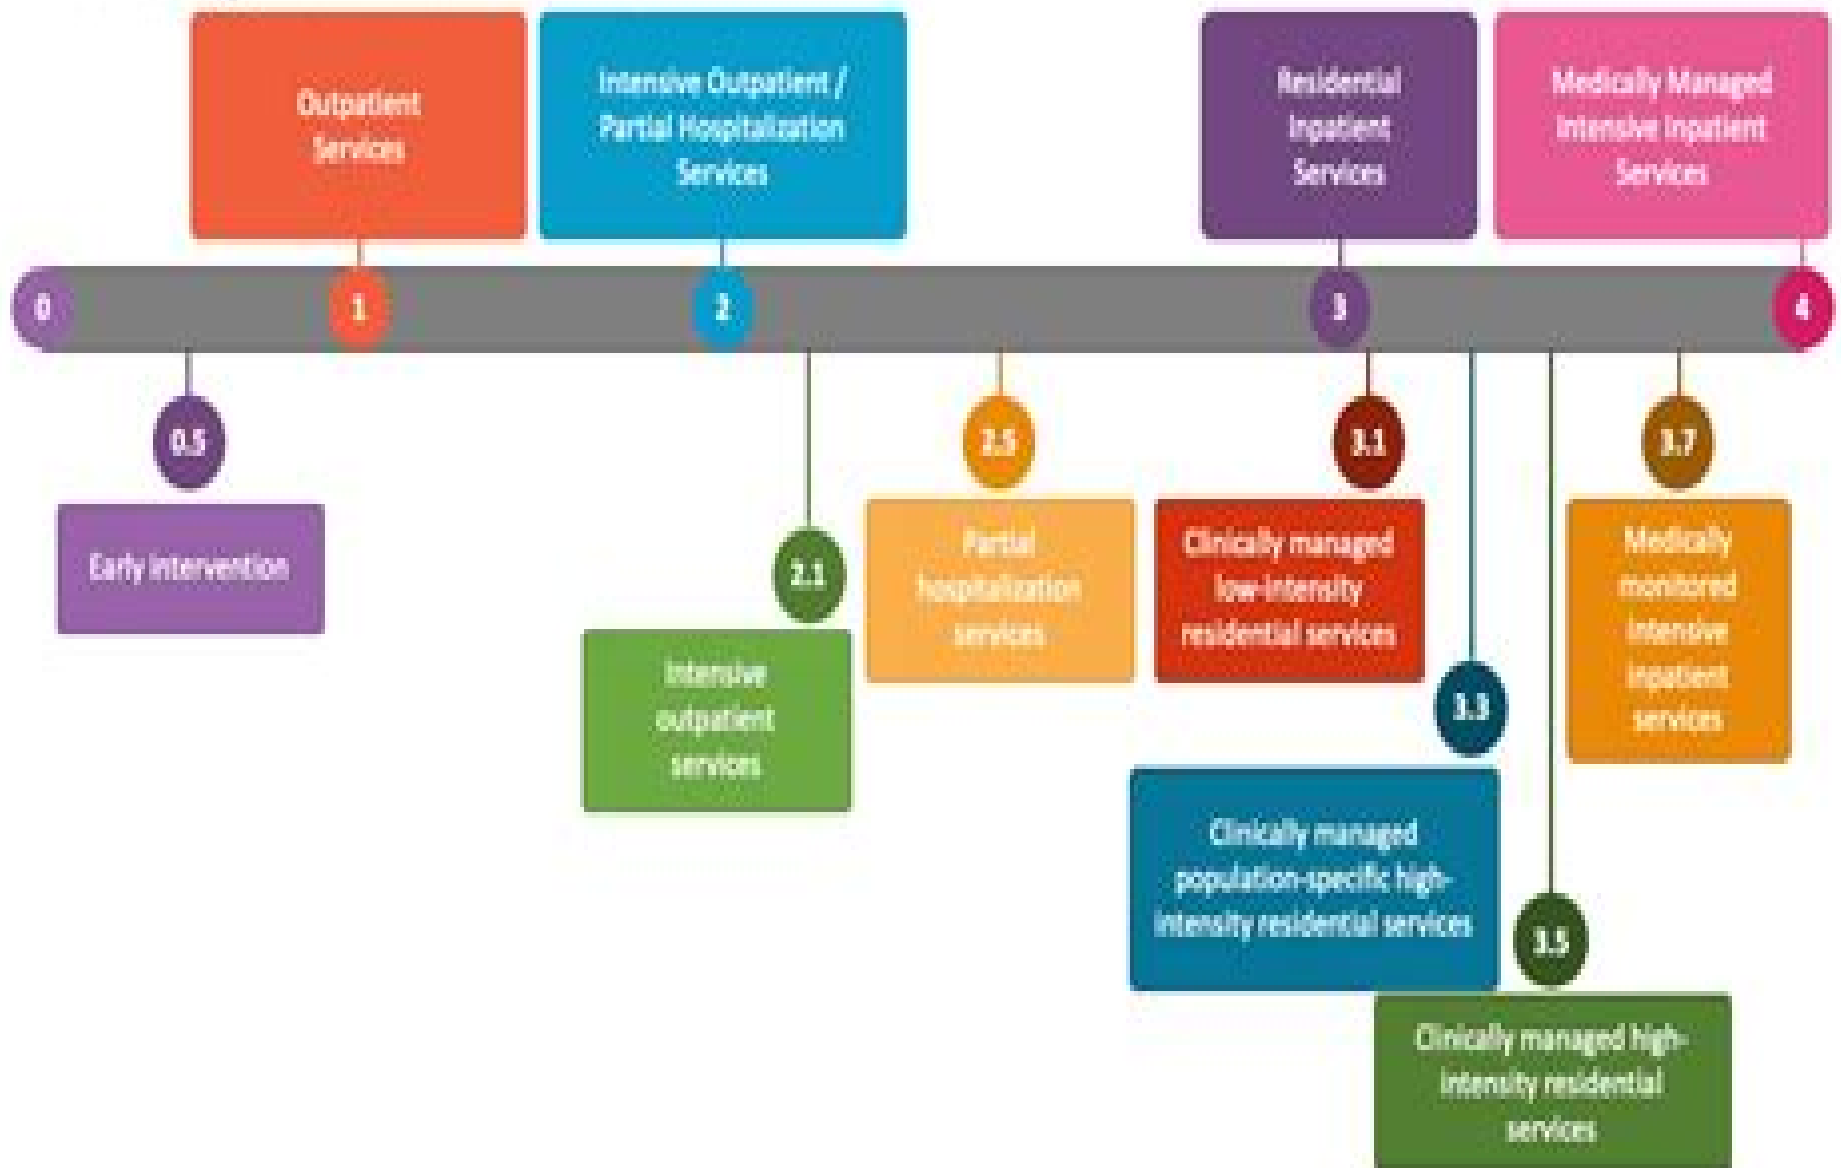 Outpatient
Services
Intensive Outpatient /
Partial Hospitalization
Services
Residential
Inpatient
Services
Medically Managed
Intensive Inpatient
Services
0
1
2
3
4
0.5
Early intervention
2.1
Intensive
outpatient
services
2.5
Partial
hospitalization
services
3.1
Clinically managed
low-intensity
residential services
3.3
Clinically managed
population-specific high-
intensity residential services
3.5
Clinically managed high-
intensity residential
services
3.7
Medically
monitored
intensive
inpatient
services